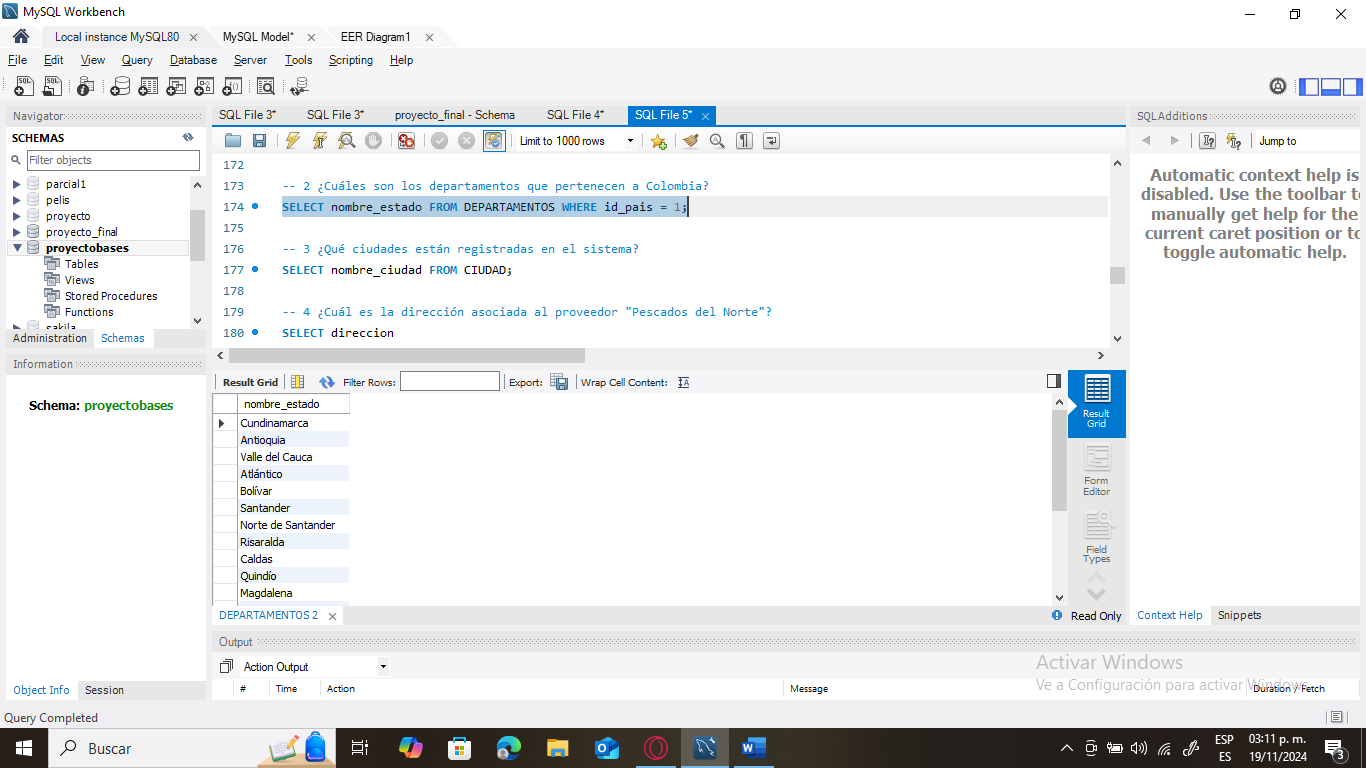 MySQL Workbench
Local instance MySQL80
MySQL Model*
EER Diagram1
File Edit View Query Database Server Tools Scripting Help
Navigator
SCHEMAS
Filter objects
parcial1
pelis
proyecto
proyecto_final
proyectobases
Tables
Views
Stored Procedures
Functions
sakila
Administration Schemas
Information
Schema: proyectobases
Object Info Session
SQL File 3* SQL File 3* proyecto_final - Schema SQL File 4* SQL File 5*
Limit to 1000 rows
172
173 -- 2 ¿Cuáles son los departamentos que pertenecen a Colombia?
174 SELECT nombre_estado FROM DEPARTAMENTOS WHERE id_pais = 1;
175
176 -- 3 ¿Qué ciudades están registradas en el sistema?
177 SELECT nombre_ciudad FROM CIUDAD;
178
179 -- 4 ¿Cuál es la dirección asociada al proveedor "Pescados del Norte"?
180 SELECT direccion
Result Grid Filter Rows: Export: Wrap Cell Content:
nombre_estado
Cundinamarca
Antioquia
Valle del Cauca
Atlántico
Bolívar
Santander
Norte de Santander
Risaralda
Caldas
Quindío
Magdalena
Result
Grid
Form
Editor
Field
Types
DEPARTAMENTOS 2
Read Only
SQLAdditions
Jump to
Automatic context help is
disabled. Use the toolbar to
manually get help for the
current caret position or to
toggle automatic help.
Context Help Snippets
Output
Action Output
# Time Action Message Duration / Fetch
Activar Windows
Ve a Configuración para activar Windows.
Query Completed
Buscar
ESP
ES
03:11 p. m.
19/11/2024
3